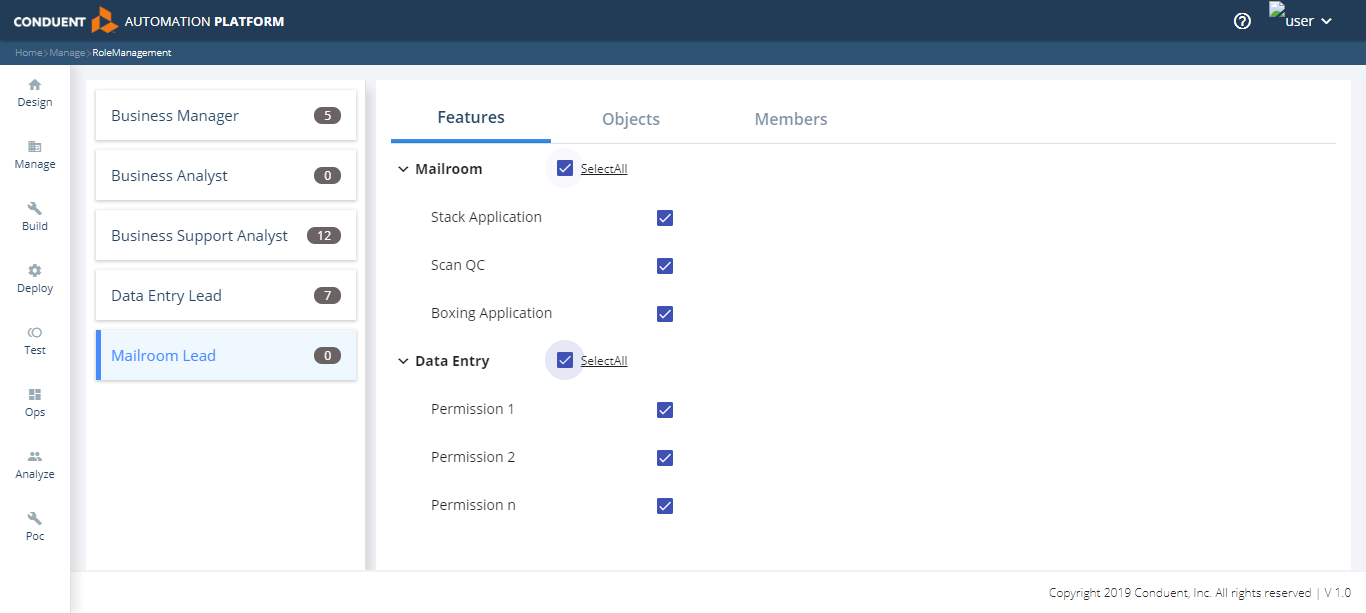 CONDUENT AUTOMATION PLATFORM
user
Home>Manage>RoleManagement
Design
Manage
Build
Deploy
Test
Ops
Analyze
Poc
Business Manager 5
Business Analyst 0
Business Support Analyst 12
Data Entry Lead 7
Mailroom Lead 0
Features Objects Members
Mailroom SelectAll
Stack Application
Scan QC
Boxing Application
Data Entry SelectAll
Permission 1
Permission 2
Permission n
Copyright 2019 Conduent, Inc. All rights reserved | V 1.0